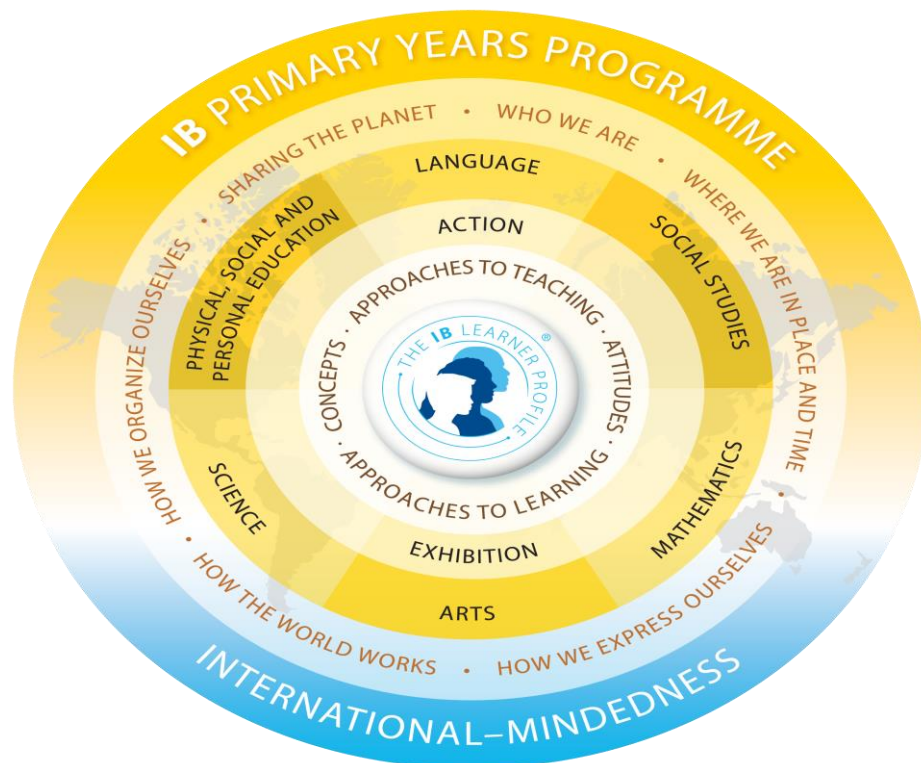 IB PRIMARY YEARS PROGRAMME
SHARING THE PLANET • WHO WE ARE • WHERE WE ARE IN PLACE AND TIME • HOW WE EXPRESS OURSELVES • HOW THE WORLD WORKS • HOW WE ORGANIZE OURSELVES •
LANGUAGE
SOCIAL STUDIES
MATHEMATICS
ARTS
SCIENCE
PHYSICAL, SOCIAL AND
PERSONAL EDUCATION
ACTION
EXHIBITION
APPROACHES TO TEACHING · ATTITUDES · APPROACHES TO LEARNING · CONCEPTS ·
THE IB LEARNER PROFILE
®
INTERNATIONAL–MINDEDNESS